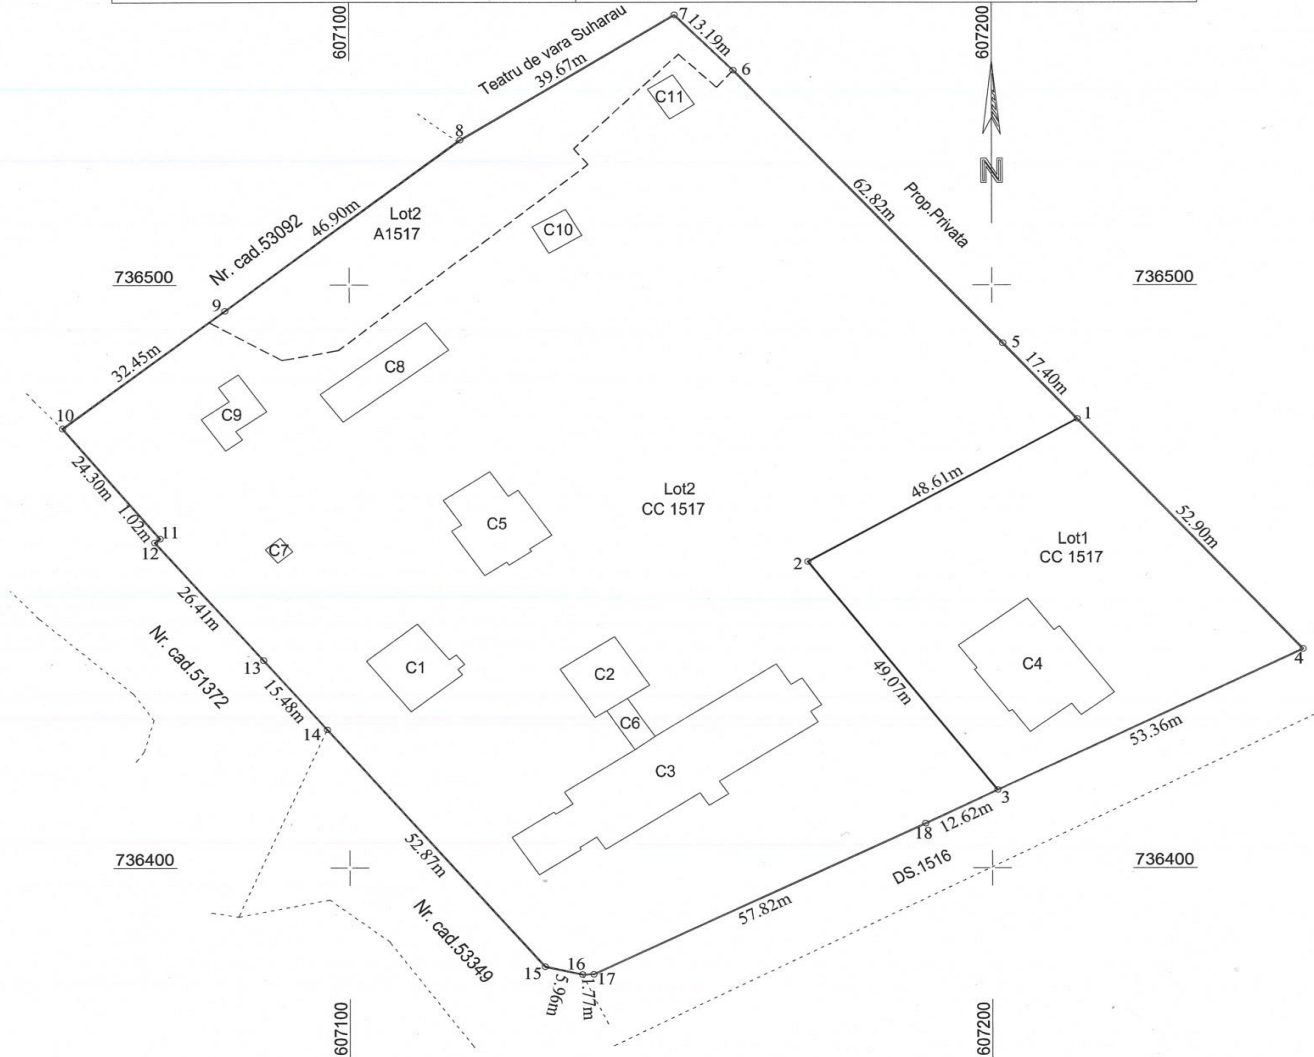 607100
607200
7
13.19m
6
Teatru de vara Suharau
39.67m
C11
8
N
62.82m
Prop.Privata
Nr. cad.53092
46.90m
Lot2
A1517
C10
736500
736500
9
5
32.45m
17.40m
C8
C9
10
1
24.30m
48.61m
Lot2
CC 1517
52.90m
1.02m
11
12
C5
C7
Lot1
CC 1517
2
26.41m
Nr. cad.51372
13
C1
C2
49.07m
C4
4
15.48m
C6
14
53.36m
C3
3
12.62m
18
52.87m
DS.1516
736400
736400
57.82m
Nr. cad.53349
15
16
17
5.96m
1.77m
607100
607200